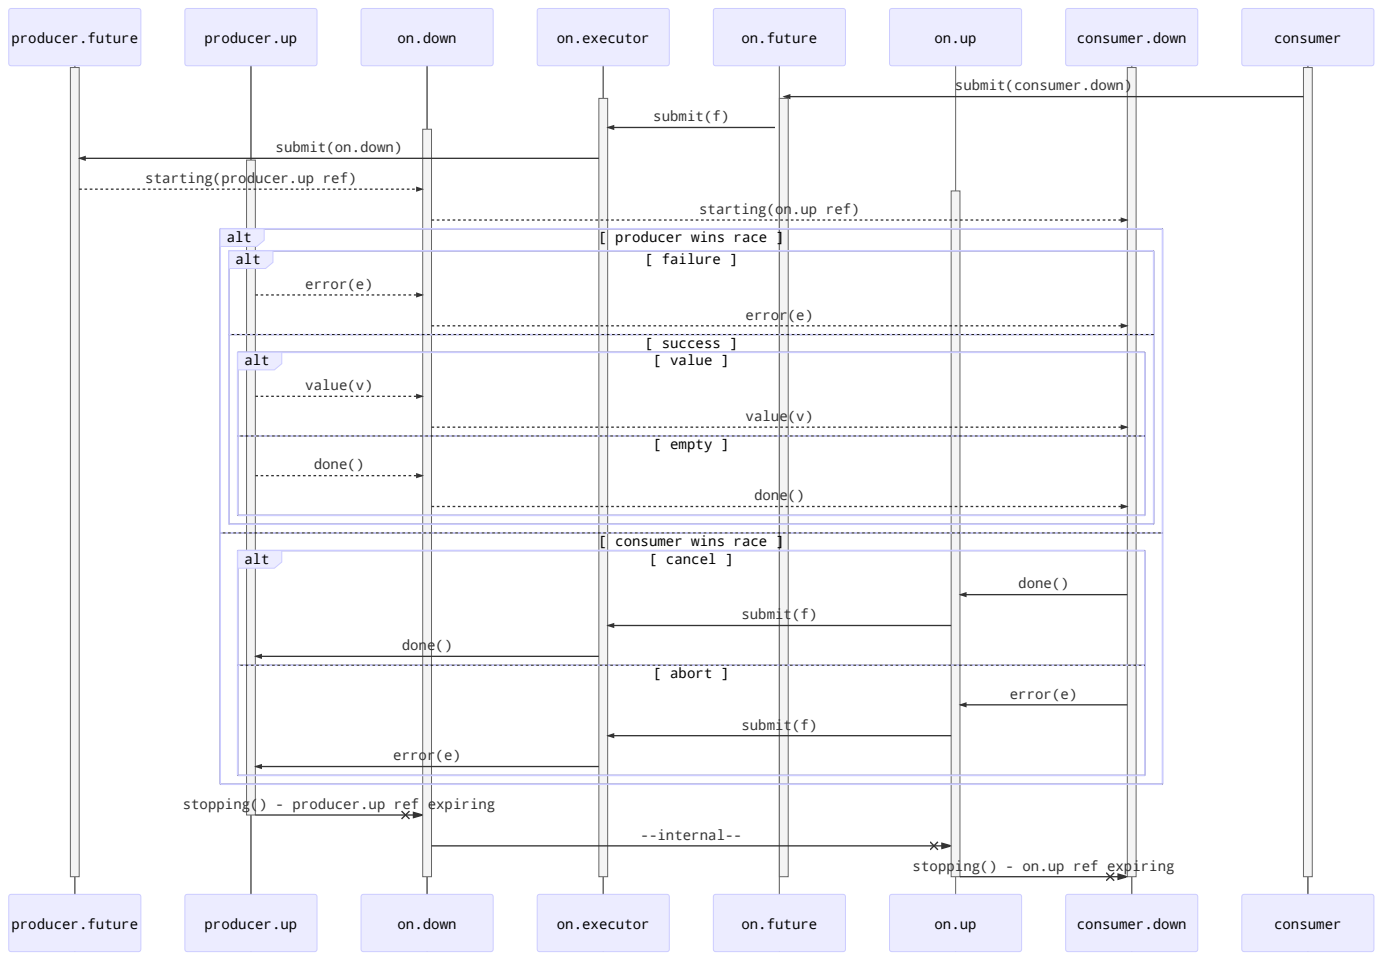 producer.future
producer.up
on.down
on.executor
on.future
on.up
consumer.down
consumer
submit(consumer.down)
submit(f)
submit(on.down)
starting(producer.up ref)
starting(on.up ref)
alt [ producer wins race ]
alt [ failure ]
error(e)
error(e)
[ success ]
alt [ value ]
value(v)
value(v)
[ empty ]
done()
done()
[ consumer wins race ]
alt [ cancel ]
done()
submit(f)
done()
[ abort ]
error(e)
submit(f)
error(e)
stopping() - producer.up ref expiring
--internal--
stopping() - on.up ref expiring
producer.future
producer.up
on.down
on.executor
on.future
on.up
consumer.down
consumer